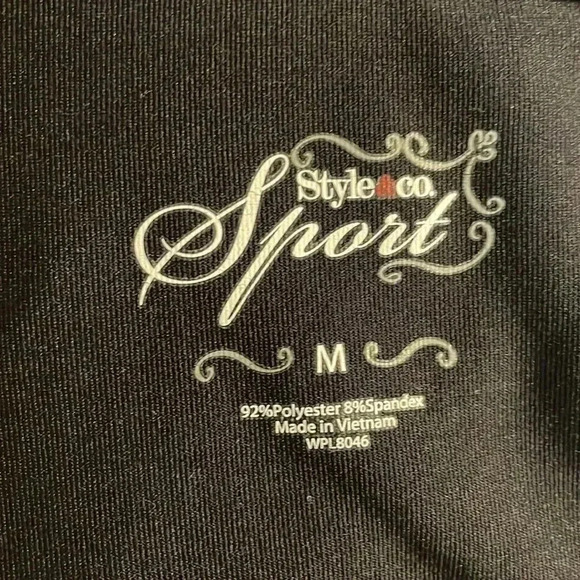 Style&co.
Sport
M
92%Polyester 8%Spandex
Made in Vietnam
WPL8046